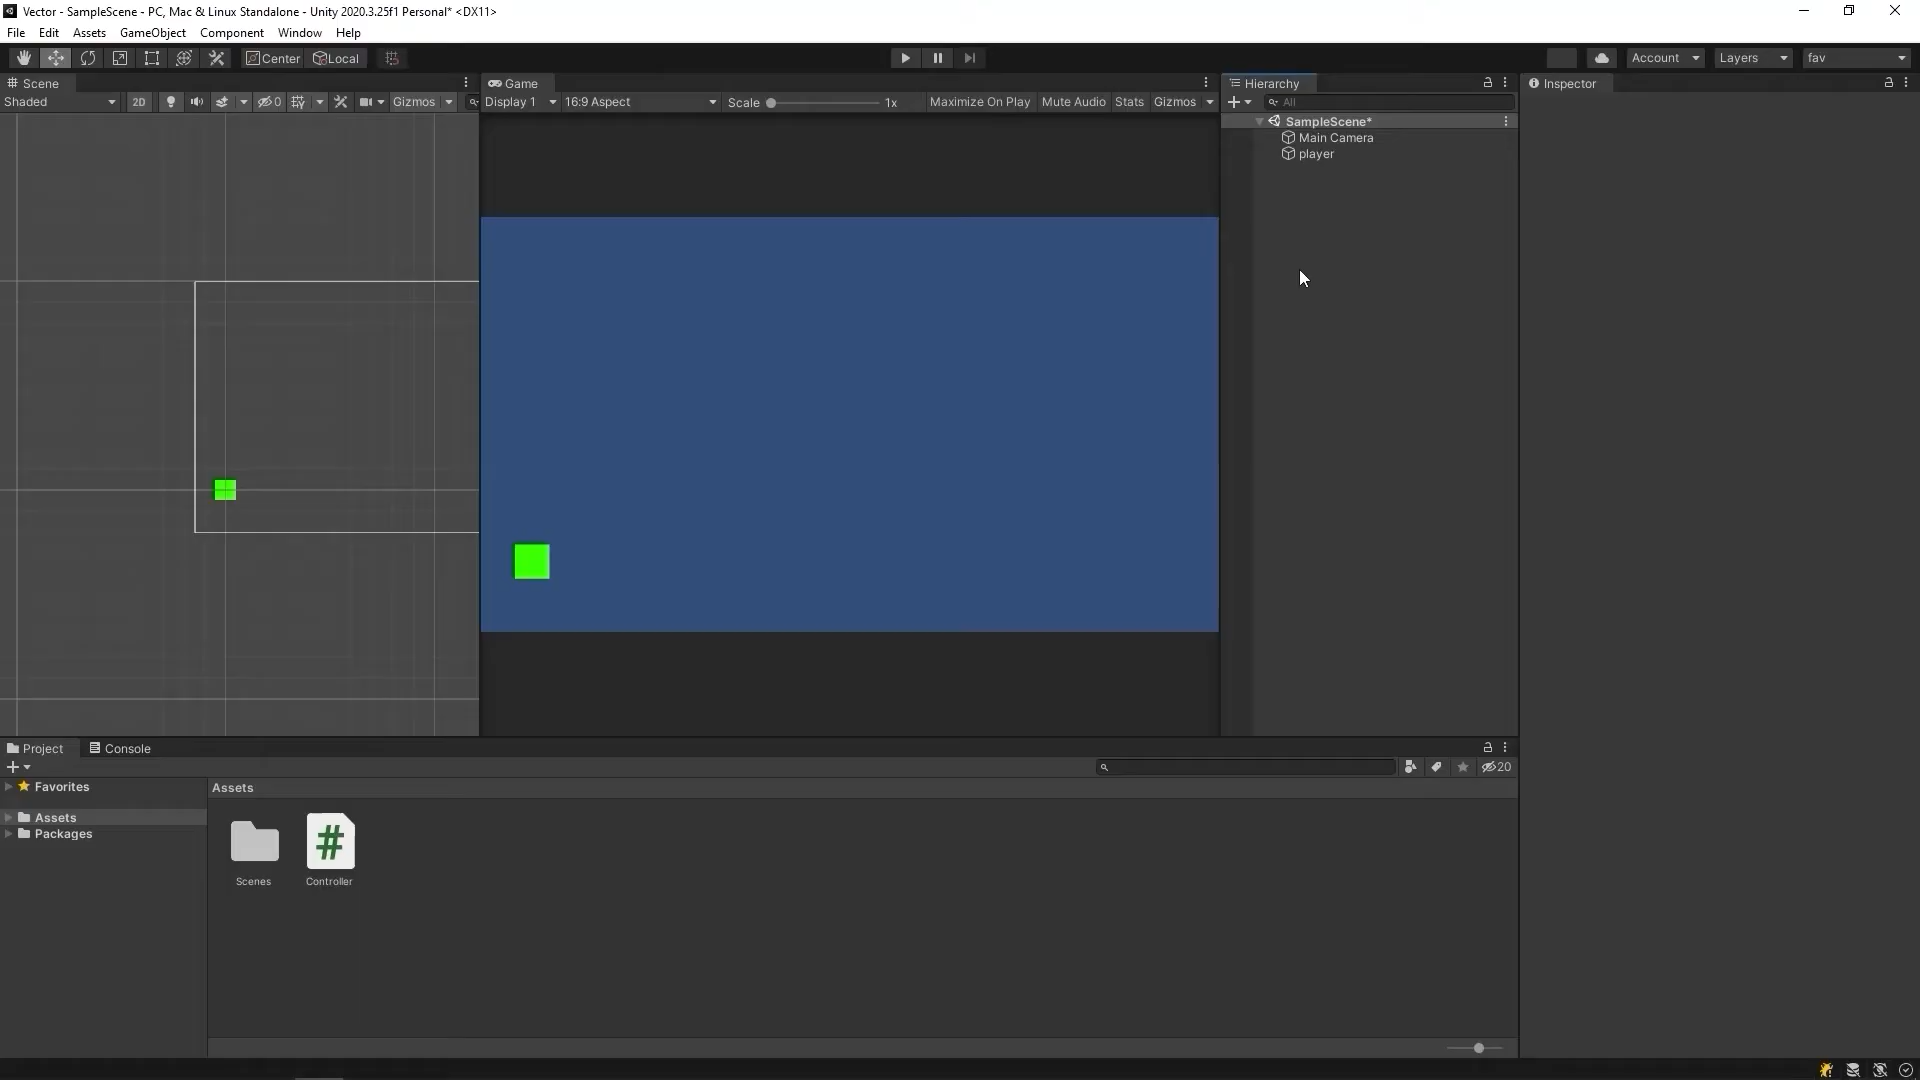 Vector - SampleScene - PC, Mac & Linux Standalone - Unity 2020.3.25f1 Personal* <DX11>
File Edit Assets GameObject Component Window Help
Center Local Account Layers fav
Scene Game Hierarchy Inspector
Shaded 2D 0 Gizmos Display 1 16:9 Aspect Scale 1x Maximize On Play Mute Audio Stats Gizmos All
SampleScene*
Main Camera
player
Project Console
20
Favorites Assets
Assets
Packages
Scenes Controller